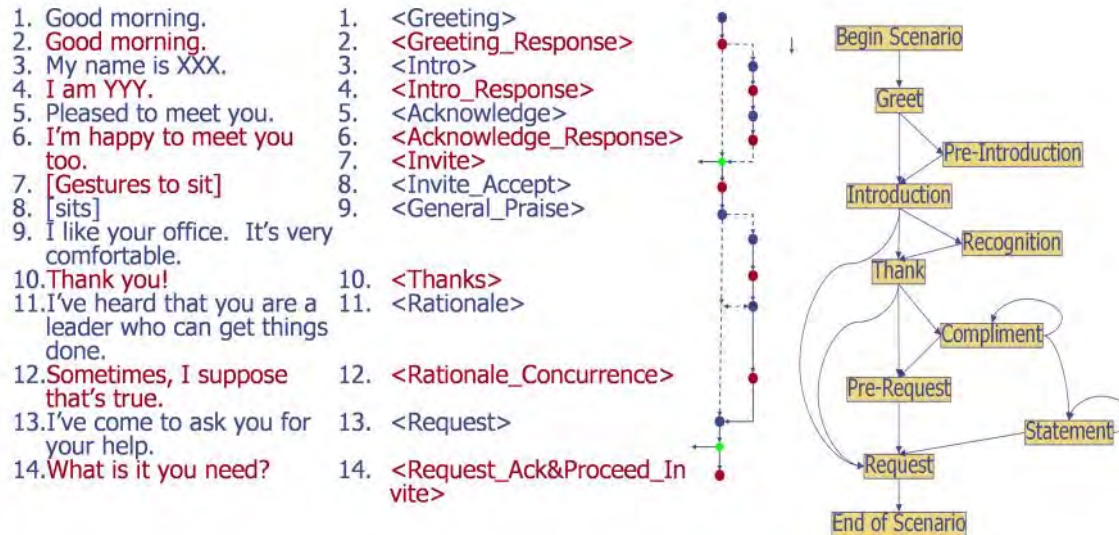 1. Good morning.
2. Good morning.
3. My name is XXX.
4. I am YYY.
5. Pleased to meet you.
6. I'm happy to meet you
too.
7. [Gestures to sit]
8. [sits]
9. I like your office. It's very
comfortable.
10.Thank you!
11.I've heard that you are a
leader who can get things
done.
12.Sometimes, I suppose
that's true.
13.I've come to ask you for
your help.
14.What is it you need?
1. <Greeting>
2. <Greeting_Response>
3. <Intro>
4. <Intro_Response>
5. <Acknowledge>
6. <Acknowledge_Response>
7. <Invite>
8. <Invite_Accept>
9. <General_Praise>
10. <Thanks>
11. <Rationale>
12. <Rationale_Concurrence>
13. <Request>
14. <Request_Ack&Proceed_In
vite>
Begin Scenario
Greet
Pre-Introduction
Introduction
Recognition
Thank
Compliment
Pre-Request
Statement
Request
End of Scenario